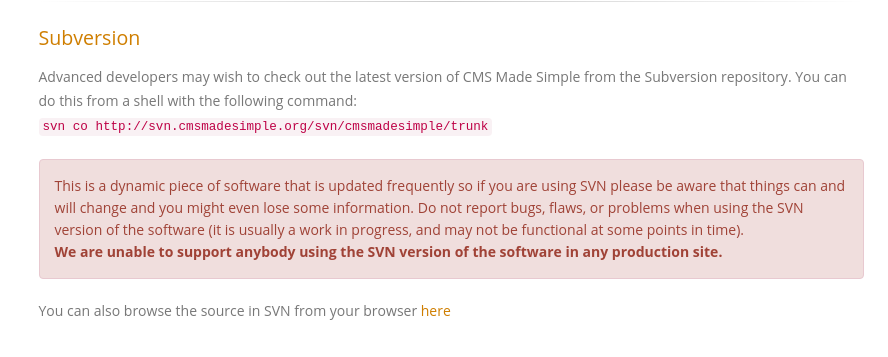 Subversion
Advanced developers may wish to check out the latest version of CMS Made Simple from the Subversion repository. You can
do this from a shell with the following command:
svn co http://svn.cmsmadesimple.org/svn/cmsmadesimple/trunk
This is a dynamic piece of software that is updated frequently so if you are using SVN please be aware that things can and
will change and you might even lose some information. Do not report bugs, flaws, or problems when using the SVN
version of the software (it is usually a work in progress, and may not be functional at some points in time).
We are unable to support anybody using the SVN version of the software in any production site.
You can also browse the source in SVN from your browser here